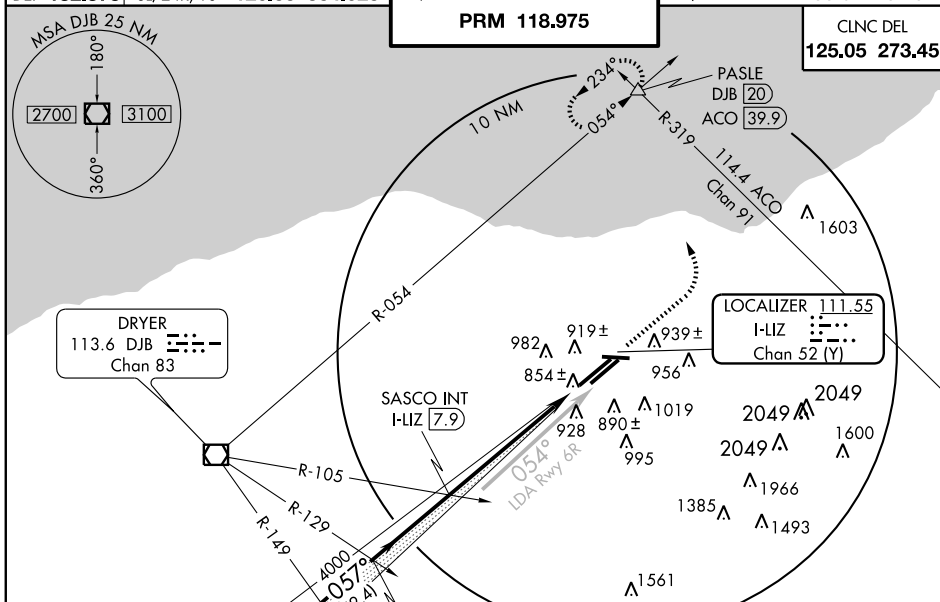 PRM 118.975
CLNC DEL
125.05 273.45
MSA DJB 25 NM
180°
2700
3100
360°
10 NM
234°
054°
PASLE
DJB 20
ACO 39.9
R-319
114.4 ACO
Chan 91
1603
R-054
DRYER
113.6 DJB
Chan 83
LOCALIZER 111.55
I-LIZ
Chan 52 (Y)
982
919±
939±
956
854±
SASCO INT
I-LIZ 7.9
928
890±
1019
995
2049
2049
2049
1600
054°
LDA Rwy 6R
R-105
R-129
R-149
1966
1385
1493
4000
057°
1561